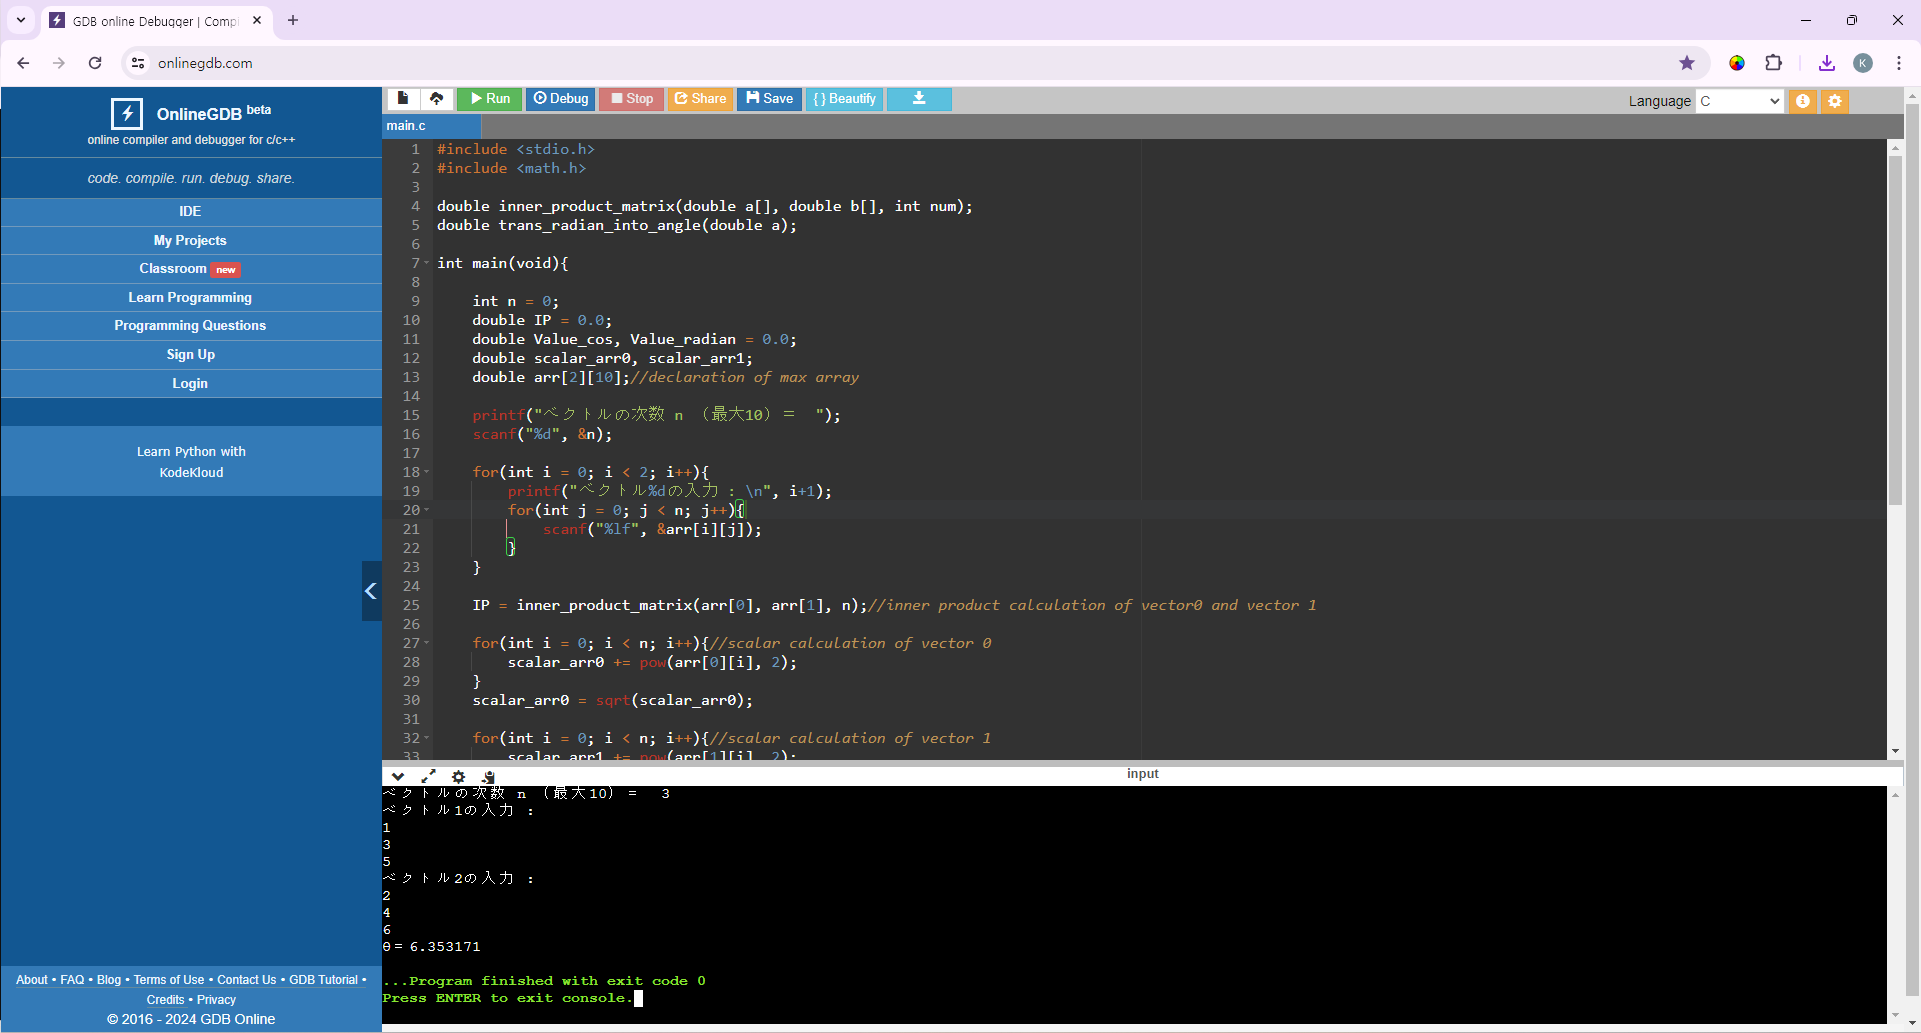 GDB online Debugger | Compi
onlinegdb.com
K
OnlineGDB beta
online compiler and debugger for c/c++
code. compile. run. debug. share.
IDE
My Projects
Classroom new
Learn Programming
Programming Questions
Sign Up
Login
Learn Python with
KodeKloud
About • FAQ • Blog • Terms of Use • Contact Us • GDB Tutorial •
Credits • Privacy
© 2016 - 2024 GDB Online
Run Debug Stop Share Save {} Beautify
Language C
main.c
1 #include <stdio.h>
2 #include <math.h>
3
4 double inner_product_matrix(double a[], double b[], int num);
5 double trans_radian_into_angle(double a);
6
7 int main(void){
8
9 int n = 0;
10 double IP = 0.0;
11 double Value_cos, Value_radian = 0.0;
12 double scalar_arr0, scalar_arr1;
13 double arr[2][10];//declaration of max array
14
15 printf("ベクトルの次数 n （最大10）＝  ");
16 scanf("%d", &n);
17
18 for(int i = 0; i < 2; i++){
19 printf("ベクトル%dの入力 : \n", i+1);
20 for(int j = 0; j < n; j++){
21 scanf("%lf", &arr[i][j]);
22 }
23 }
24
25 IP = inner_product_matrix(arr[0], arr[1], n);//inner product calculation of vector0 and vector 1
26
27 for(int i = 0; i < n; i++){//scalar calculation of vector 0
28 scalar_arr0 += pow(arr[0][i], 2);
29 }
30 scalar_arr0 = sqrt(scalar_arr0);
31
32 for(int i = 0; i < n; i++){//scalar calculation of vector 1
33 scalar_arr1 += pow(arr[1][i], 2);
input
ベクトルの次数 n （最大10）＝  3
ベクトル1の入力 :
1
3
5
ベクトル2の入力 :
2
4
6
θ＝6.353171
...Program finished with exit code 0
Press ENTER to exit console.